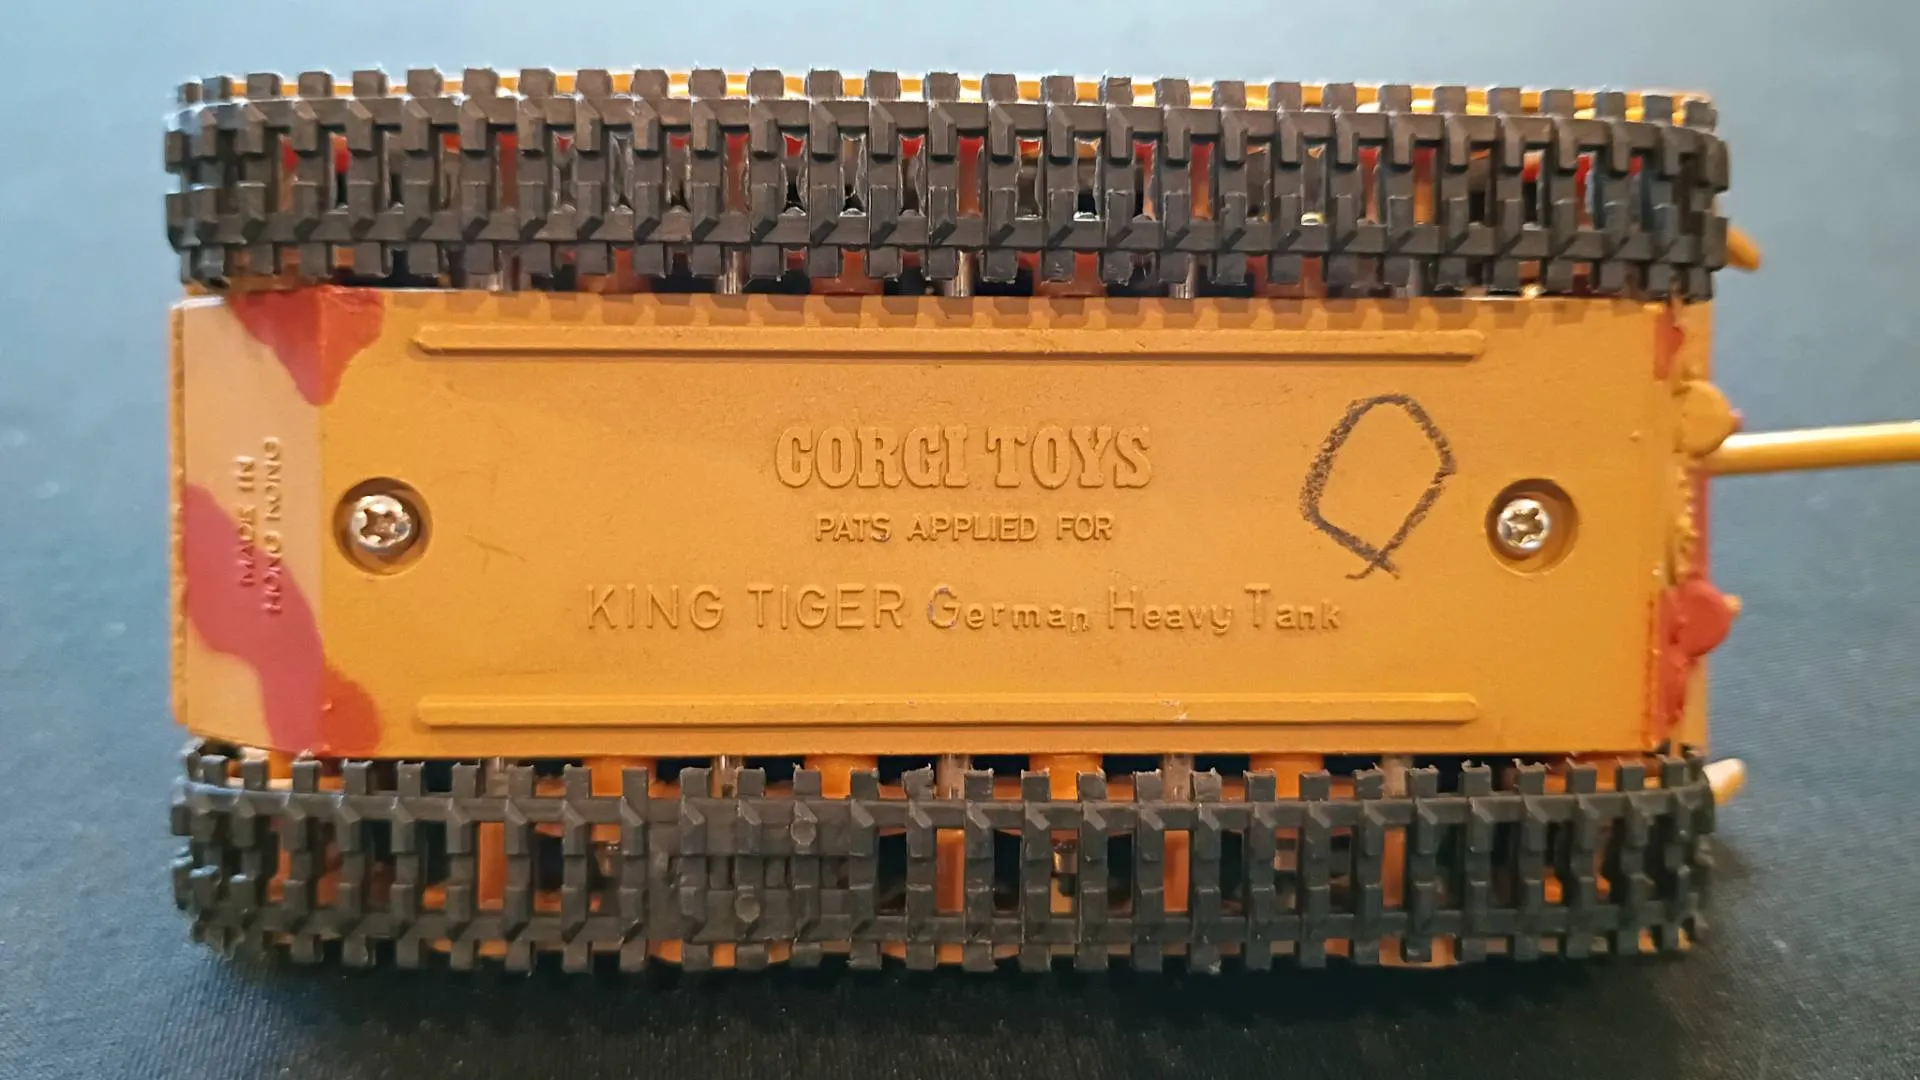 CORGI TOYS
PATS APPLIED FOR
KING TIGER German Heavy Tank
MADE IN
HONG KONG